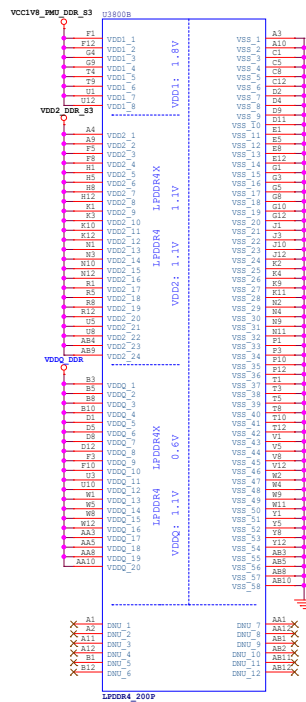 VCC1V8_PMU_DDR_S3
U3800B
F1 VDD1_1
F12 VDD1_2
G4 VDD1_3
G9 VDD1_4
T4 VDD1_5
T9 VDD1_6
U1 VDD1_7
U12 VDD1_8
VDD1: 1.8V
VDD2_DDR_S3
A4 VDD2_1
A9 VDD2_2
F5 VDD2_3
F8 VDD2_4
H1 VDD2_5
H5 VDD2_6
H8 VDD2_7
H12 VDD2_8
K1 VDD2_9
K3 VDD2_10
K10 VDD2_11
K12 VDD2_12
N1 VDD2_13
N3 VDD2_14
N10 VDD2_15
N12 VDD2_16
R1 VDD2_17
R5 VDD2_18
R8 VDD2_19
R12 VDD2_20
U5 VDD2_21
U8 VDD2_22
AB4 VDD2_23
AB9 VDD2_24
LPDDR4 LPDDR4X
VDD2: 1.1V 1.1V
VDDQ_DDR
B3 VDDQ_1
B5 VDDQ_2
B8 VDDQ_3
B10 VDDQ_4
D1 VDDQ_5
D5 VDDQ_6
D8 VDDQ_7
D12 VDDQ_8
F3 VDDQ_9
F10 VDDQ_10
U3 VDDQ_11
U10 VDDQ_12
W1 VDDQ_13
W5 VDDQ_14
W8 VDDQ_15
W12 VDDQ_16
AA3 VDDQ_17
AA5 VDDQ_18
AA8 VDDQ_19
AA10 VDDQ_20
LPDDR4 LPDDR4X
VDDQ: 1.1V 0.6V
A1 DNU_1
A2 DNU_2
A11 DNU_3
A12 DNU_4
B1 DNU_5
B12 DNU_6
VSS_1 A3
VSS_2 A10
VSS_3 C1
VSS_4 C5
VSS_5 C8
VSS_6 C12
VSS_7 D2
VSS_8 D4
VSS_9 D9
VSS_10 D11
VSS_11 E1
VSS_12 E5
VSS_13 E8
VSS_14 E12
VSS_15 G1
VSS_16 G3
VSS_17 G5
VSS_18 G8
VSS_19 G10
VSS_20 G12
VSS_21 J1
VSS_22 J3
VSS_23 J10
VSS_24 J12
VSS_25 K2
VSS_26 K4
VSS_27 K9
VSS_28 K11
VSS_29 N2
VSS_30 N4
VSS_31 N9
VSS_32 N11
VSS_33 P1
VSS_34 P3
VSS_35 P10
VSS_36 P12
VSS_37 T1
VSS_38 T3
VSS_39 T5
VSS_40 T8
VSS_41 T10
VSS_42 T12
VSS_43 V1
VSS_44 V5
VSS_45 V8
VSS_46 V12
VSS_47 W2
VSS_48 W4
VSS_49 W9
VSS_50 W11
VSS_51 Y1
VSS_52 Y5
VSS_53 Y8
VSS_54 Y12
VSS_55 AB3
VSS_56 AB5
VSS_57 AB8
VSS_58 AB10
DNU_7 AA1
DNU_8 AA12
DNU_9 AB1
DNU_10 AB2
DNU_11 AB11
DNU_12 AB12
LPDDR4_200P